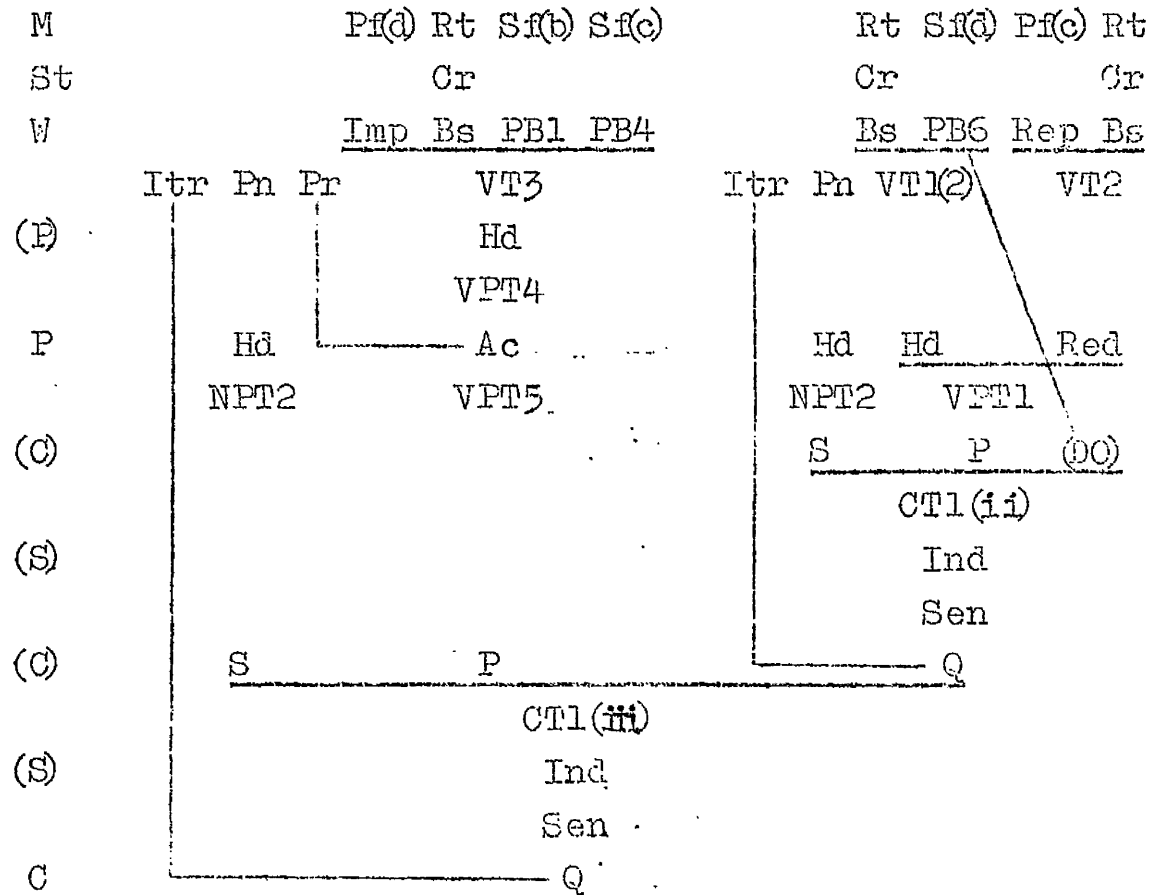 M Pf(d) Rt Sf(b) Sf(c) Rt Sf(d) Pf(c) Rt
St Cr Cr Cr
W Imp Bs PB1 PB4 Bs PB6 Rep Bs
Itr Pn Pr VT3 Itr Pn VT1(2) VT2
(P) Hd
VPT4
P Hd Ac Hd Hd Red
NPT2 VPT5 NPT2 VPT1
(C) S P (DO)
CT1(ii)
(S) Ind
Sen
(C) S P Q
CT1(iii)
(S) Ind
Sen
C Q